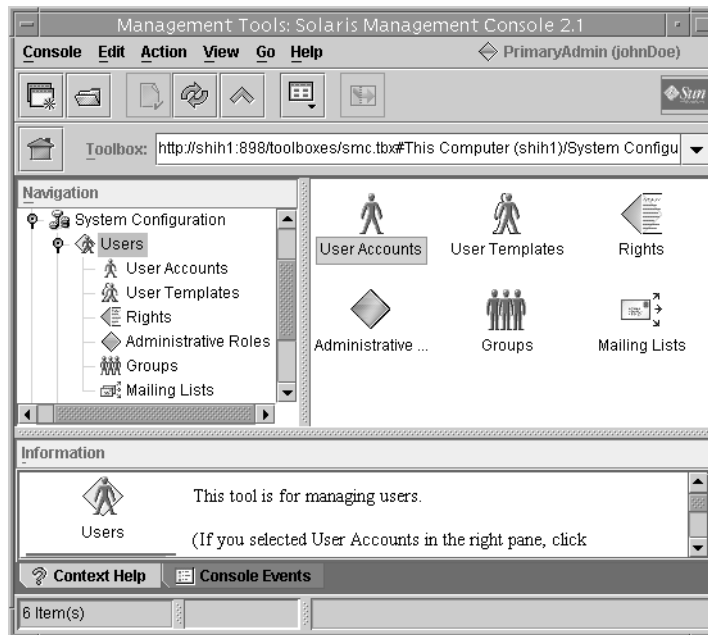 Management Tools: Solaris Management Console 2.1
Console Edit Action View Go Help PrimaryAdmin (johnDoe)
Sun
Toolbox: http://shih1:898/toolboxes/smc.tbx#This Computer (shih1)/System Configu
Navigation
System Configuration
Users
User Accounts
User Templates
Rights
Administrative Roles
Groups
Mailing Lists
User Accounts User Templates Rights
Administrative ... Groups Mailing Lists
Information
Users
This tool is for managing users.
(If you selected User Accounts in the right pane, click
Context Help Console Events
6 Item(s)